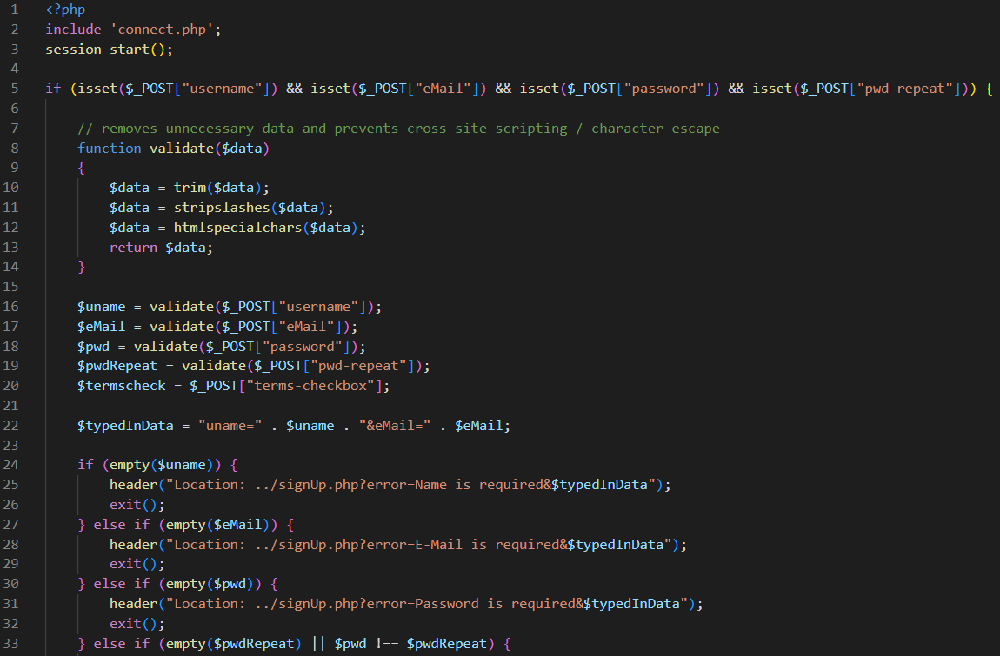 1 <?php
2 include 'connect.php';
3 session_start();
4
5 if (isset($_POST["username"]) && isset($_POST["eMail"]) && isset($_POST["password"]) && isset($_POST["pwd-repeat"])) {
6
7 // removes unnecessary data and prevents cross-site scripting / character escape
8 function validate($data)
9 {
10 $data = trim($data);
11 $data = stripslashes($data);
12 $data = htmlspecialchars($data);
13 return $data;
14 }
15
16 $uname = validate($_POST["username"]);
17 $eMail = validate($_POST["eMail"]);
18 $pwd = validate($_POST["password"]);
19 $pwdRepeat = validate($_POST["pwd-repeat"]);
20 $termscheck = $_POST["terms-checkbox"];
21
22 $typedInData = "uname=" . $uname . "&eMail=" . $eMail;
23
24 if (empty($uname)) {
25 header("Location: ../signUp.php?error=Name is required&$typedInData");
26 exit();
27 } else if (empty($eMail)) {
28 header("Location: ../signUp.php?error=E-Mail is required&$typedInData");
29 exit();
30 } else if (empty($pwd)) {
31 header("Location: ../signUp.php?error=Password is required&$typedInData");
32 exit();
33 } else if (empty($pwdRepeat) || $pwd !== $pwdRepeat) {